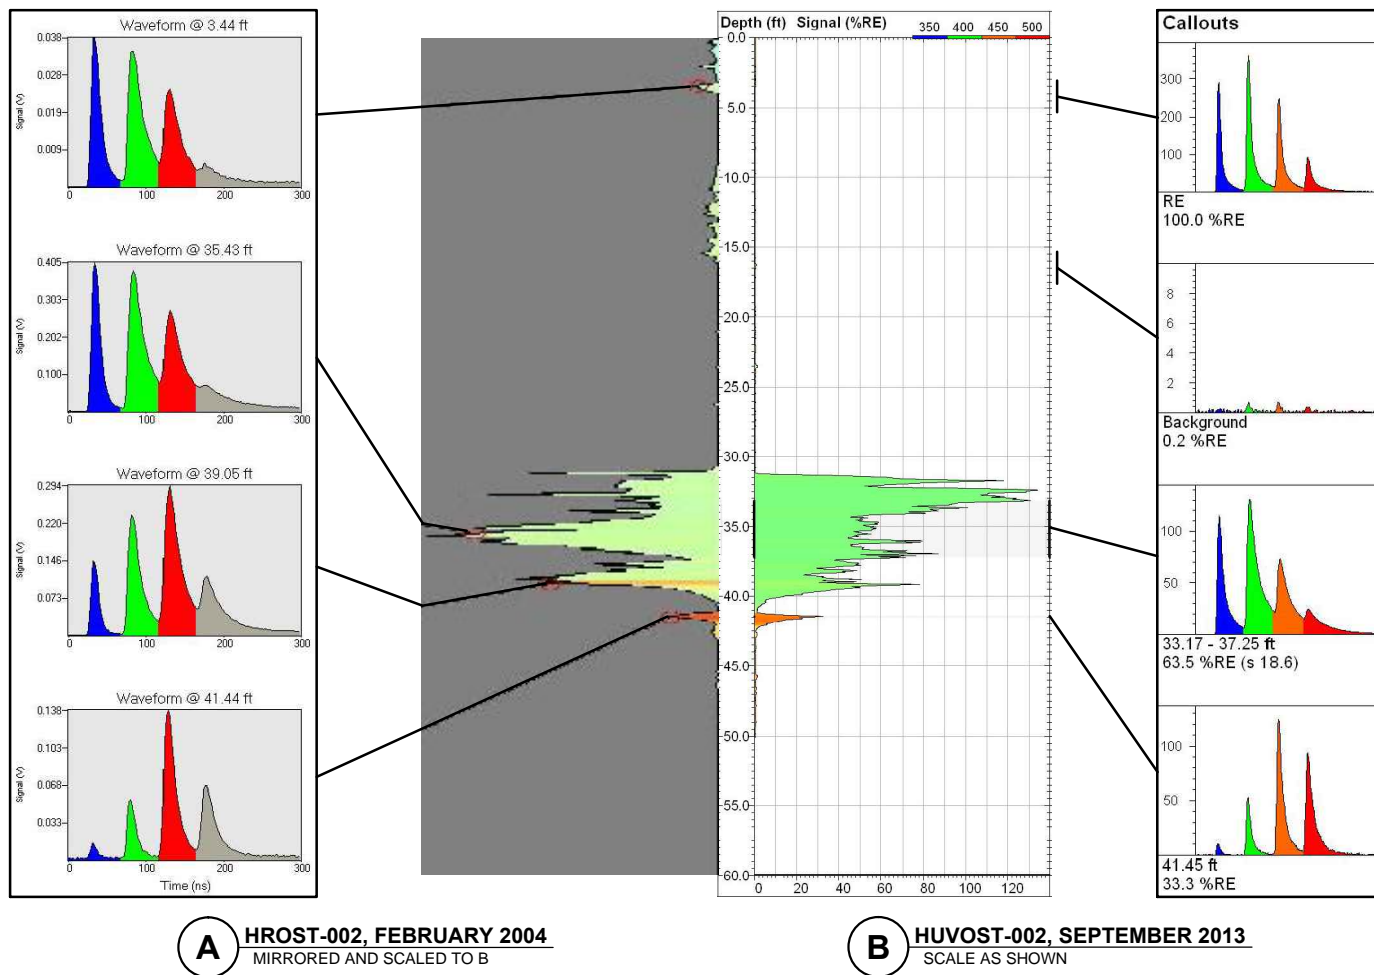 Waveform @ 3.44 ft
0.038
0.028
0.019
0.009
Signal (V)
0 100 200 300
Waveform @ 35.43 ft
0.405
0.303
0.202
0.100
Signal (V)
0 100 200 300
Waveform @ 39.05 ft
0.294
0.220
0.146
0.073
Signal (V)
0 100 200 300
Waveform @ 41.44 ft
0.138
0.103
0.068
0.033
Signal (V)
0 100 200 300
Time (ns)
Depth (ft) Signal (%RE) 350 400 450 500
0.0
5.0
10.0
15.0
20.0
25.0
30.0
35.0
40.0
45.0
50.0
55.0
60.0
0 20 40 60 80 100 120
Callouts
300
200
100
RE
100.0 %RE
8
6
4
2
Background
0.2 %RE
100
50
33.17 - 37.25 ft
63.5 %RE (s 18.6)
100
50
41.45 ft
33.3 %RE
A HROST-002, FEBRUARY 2004
MIRRORED AND SCALED TO B
B HUVOST-002, SEPTEMBER 2013
SCALE AS SHOWN